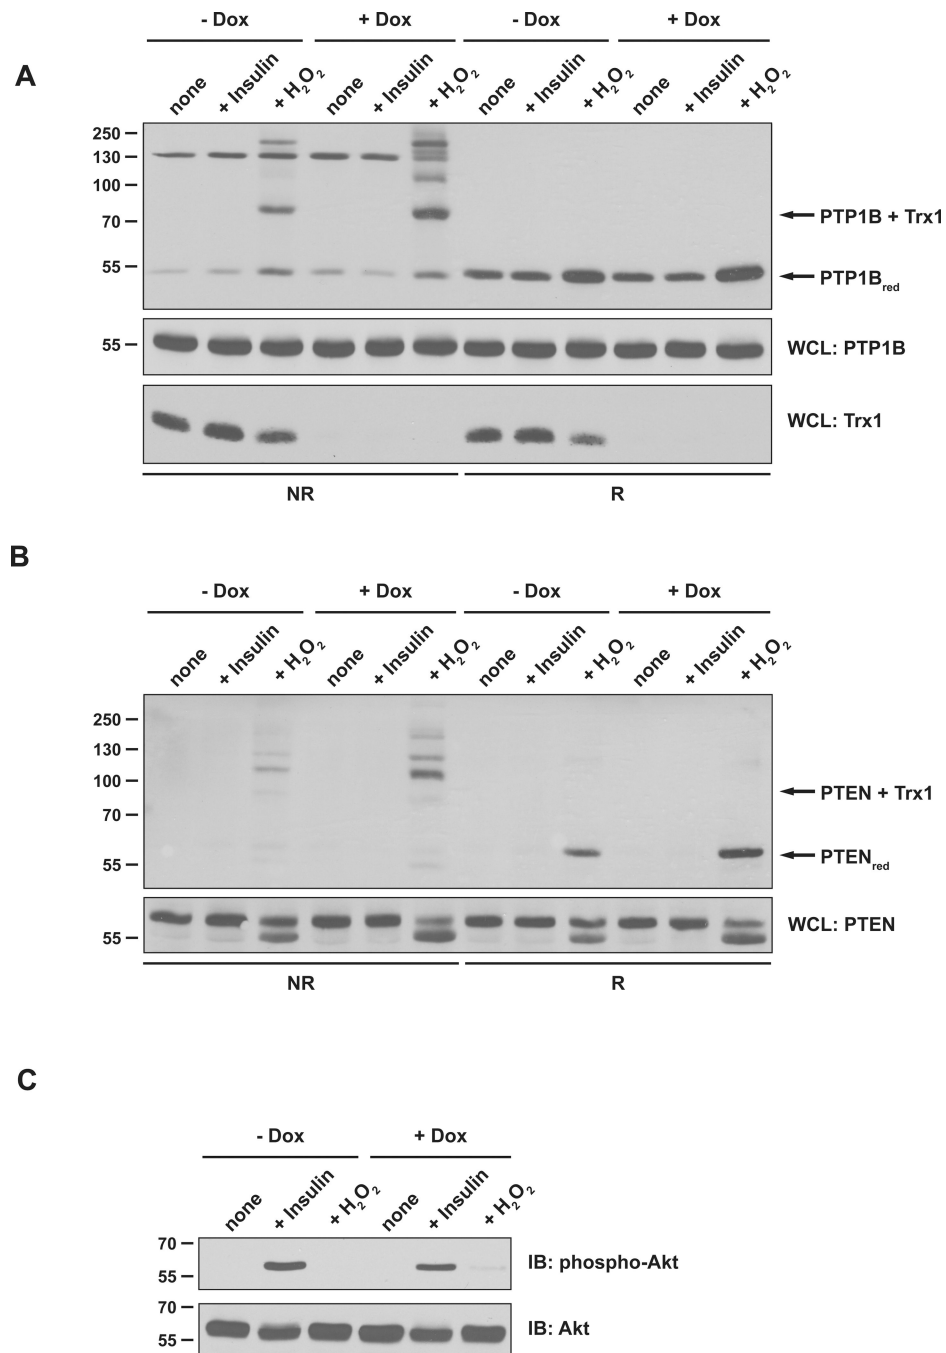 - Dox + Dox - Dox + Dox
A
none + Insulin + H2O2 none + Insulin + H2O2 none + Insulin + H2O2 none + Insulin + H2O2
250
130
100
70
PTP1B + Trx1
55
PTP1Bred
55
WCL: PTP1B
WCL: Trx1
NR R
B
- Dox + Dox - Dox + Dox
none + Insulin + H2O2 none + Insulin + H2O2 none + Insulin + H2O2 none + Insulin + H2O2
250
130
100
PTEN + Trx1
70
55
PTENred
WCL: PTEN
55
NR R
C
- Dox + Dox
none + Insulin + H2O2 none + Insulin + H2O2
70
IB: phospho-Akt
55
70
IB: Akt
55